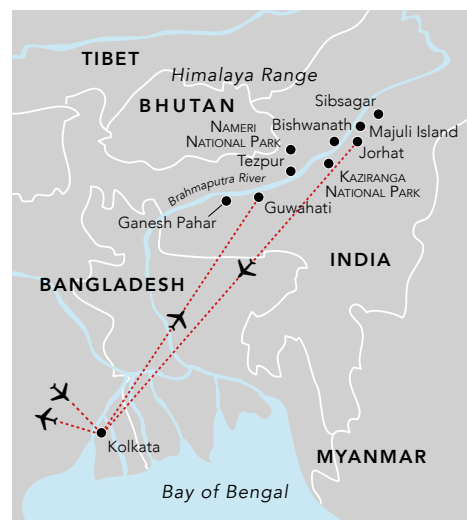 TIBET
Himalaya Range
BHUTAN
Sibsagar
NAMERI
NATIONAL PARK
Bishwanath
Majuli Island
Jorhat
Tezpur
KAZIRANGA
NATIONAL PARK
Brahmaputra River
Guwahati
Ganesh Pahar
INDIA
BANGLADESH
Kolkata
MYANMAR
Bay of Bengal